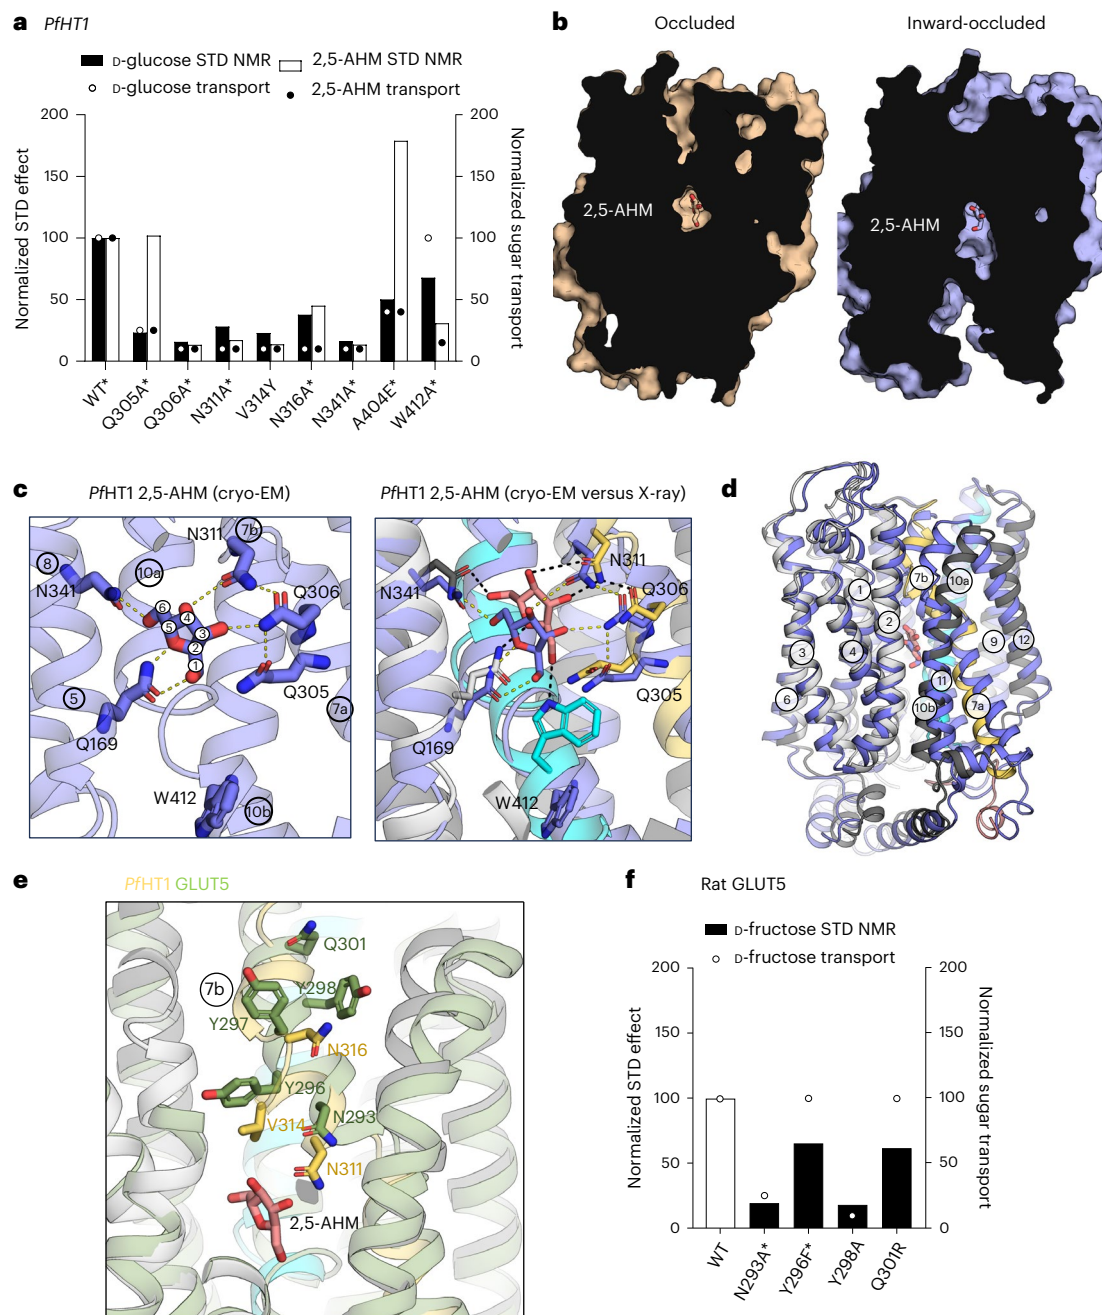 a PfHT1
D-glucose STD NMR
2,5-AHM STD NMR
D-glucose transport
2,5-AHM transport
Normalized STD effect
Normalized sugar transport
200
150
100
50
0
200
150
100
50
0
WT*
Q305A*
Q306A*
N311A*
V314Y
N316A*
N341A*
A404E*
W412A*
b
Occluded
Inward-occluded
2,5-AHM
2,5-AHM
c
PfHT1 2,5-AHM (cryo-EM)
N311
7b
8
10a
N341
Q306
6
4
5
3
2
1
5
Q305
7a
Q169
W412
10b
PfHT1 2,5-AHM (cryo-EM versus X-ray)
N311
N341
Q306
Q305
Q169
W412
d
7b
10a
1
2
3
4
9
12
6
11
10b
7a
e
PfHT1 GLUT5
Q301
7b
Y298
Y297
N316
Y296
V314
N293
N311
2,5-AHM
f
Rat GLUT5
D-fructose STD NMR
D-fructose transport
Normalized STD effect
Normalized sugar transport
200
150
100
50
0
200
150
100
50
0
WT
N293A*
Y296F*
Y298A
Q301R